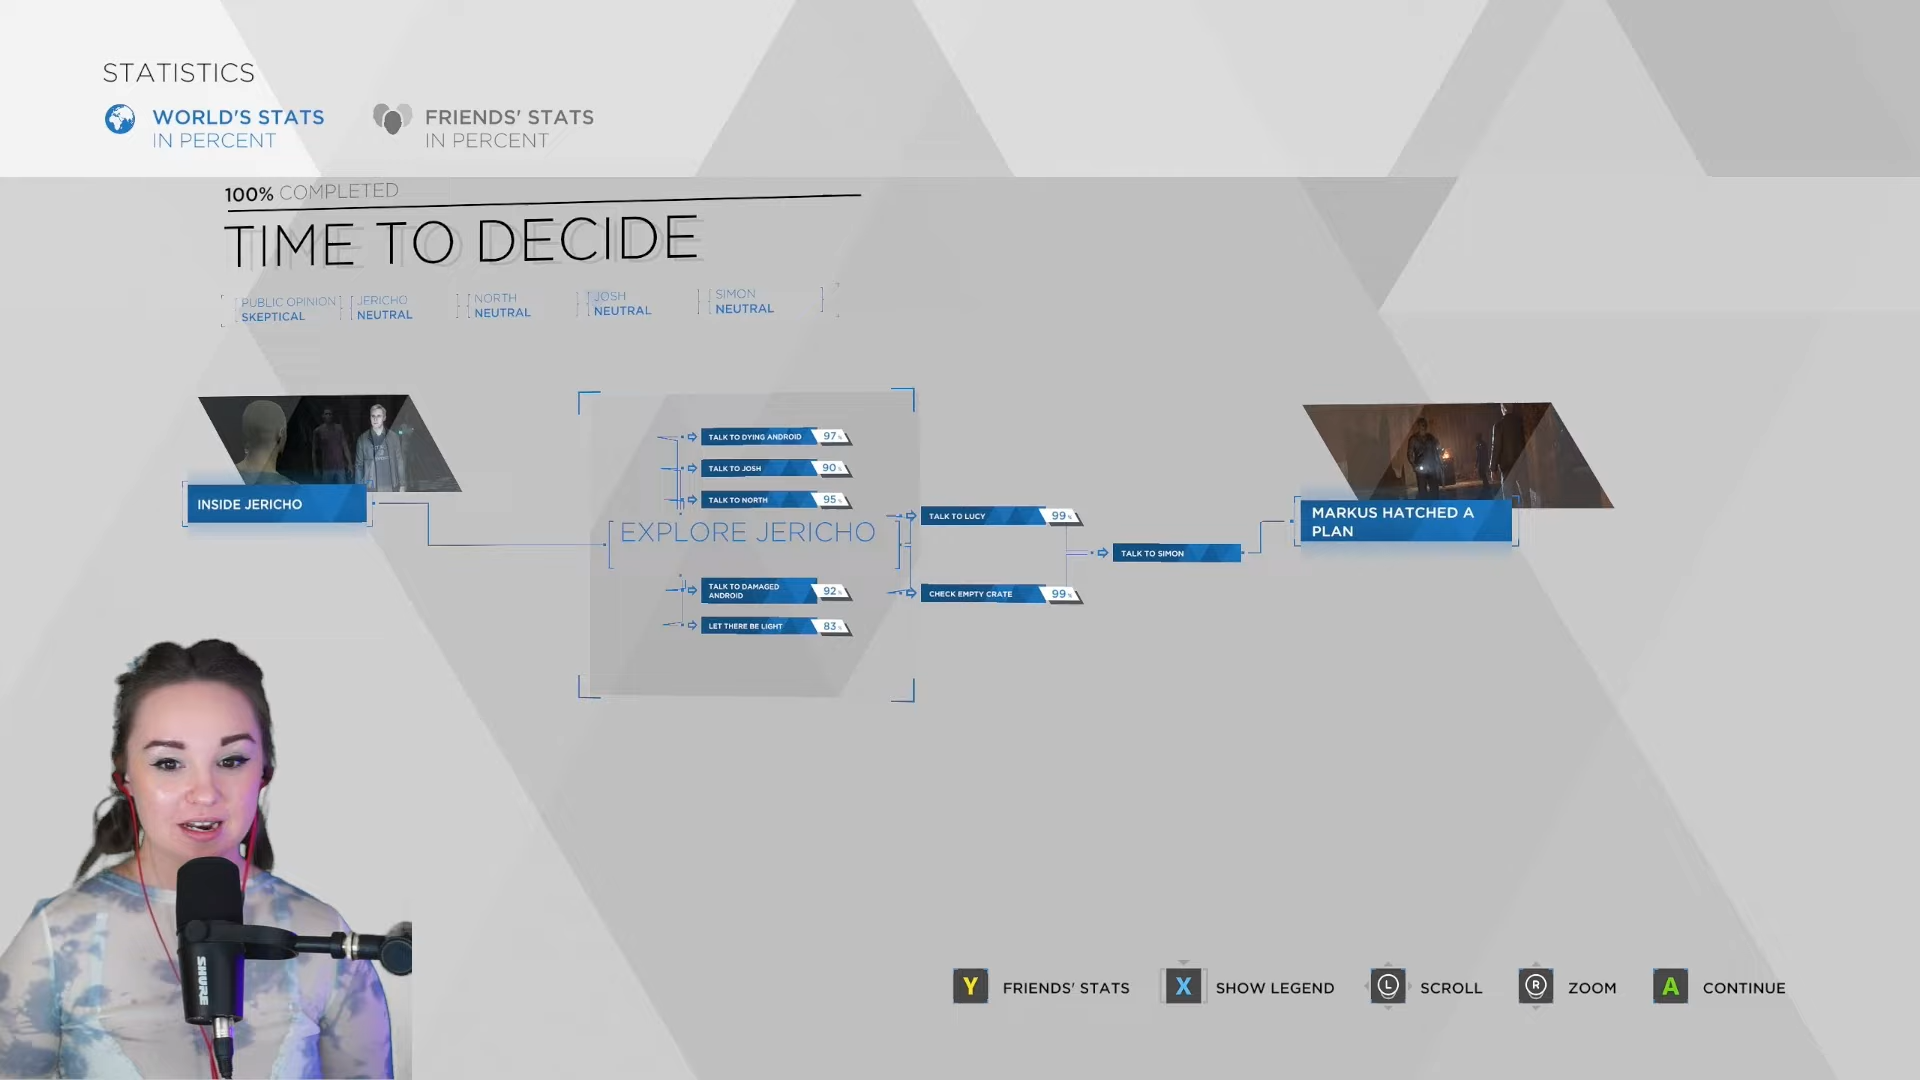 STATISTICS
WORLD'S STATS
IN PERCENT
FRIENDS' STATS
IN PERCENT
100% COMPLETED
TIME TO DECIDE
PUBLIC OPINION
SKEPTICAL
JERICHO
NEUTRAL
NORTH
NEUTRAL
JOSH
NEUTRAL
SIMON
NEUTRAL
INSIDE JERICHO
TALK TO DYING ANDROID 97%
TALK TO JOSH 90%
TALK TO NORTH 95%
EXPLORE JERICHO
TALK TO DAMAGED
ANDROID 92%
LET THERE BE LIGHT 83%
TALK TO LUCY 99%
CHECK EMPTY CRATE 99%
TALK TO SIMON
MARKUS HATCHED A
PLAN
SHURE
Y FRIENDS' STATS
X SHOW LEGEND
L SCROLL
R ZOOM
A CONTINUE